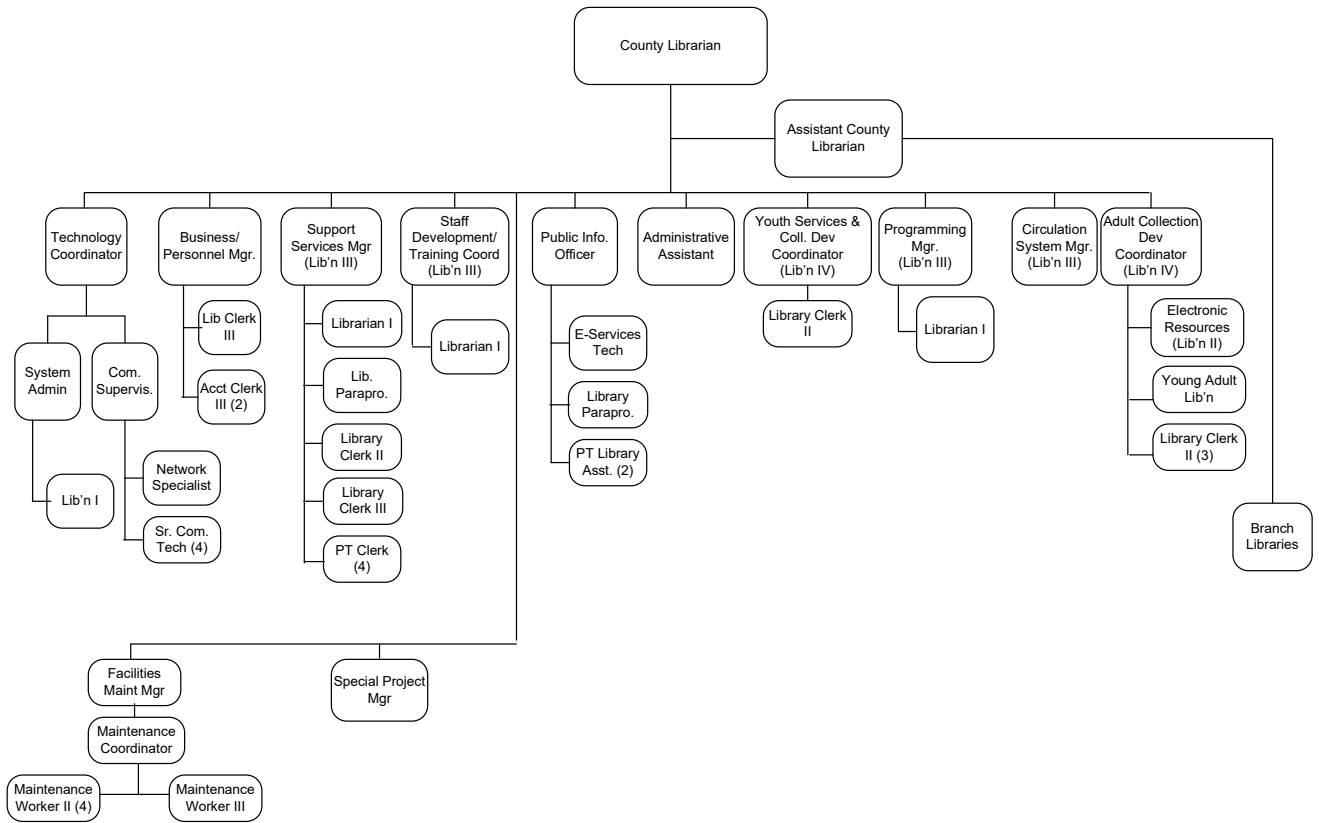 County Librarian
Assistant County
Librarian
Technology
Coordinator
Business/
Personnel Mgr.
Support
Services Mgr
(Lib'n III)
Staff
Development/
Training Coord
(Lib'n III)
Public Info.
Officer
Administrative
Assistant
Youth Services &
Coll. Dev
Coordinator
(Lib'n IV)
Programming
Mgr.
(Lib'n III)
Circulation
System Mgr.
(Lib'n III)
Adult Collection
Dev
Coordinator
(Lib'n IV)
System
Admin
Com.
Supervis.
Lib'n I
Network
Specialist
Sr. Com.
Tech (4)
Lib Clerk
III
Acct Clerk
III (2)
Librarian I
Lib.
Parapro.
Library
Clerk II
Library
Clerk III
PT Clerk
(4)
Librarian I
E-Services
Tech
Library
Parapro.
PT Library
Asst. (2)
Library Clerk
II
Librarian I
Electronic
Resources
(Lib'n II)
Young Adult
Lib'n
Library Clerk
II (3)
Branch
Libraries
Facilities
Maint Mgr
Special Project
Mgr
Maintenance
Coordinator
Maintenance
Worker II (4)
Maintenance
Worker III